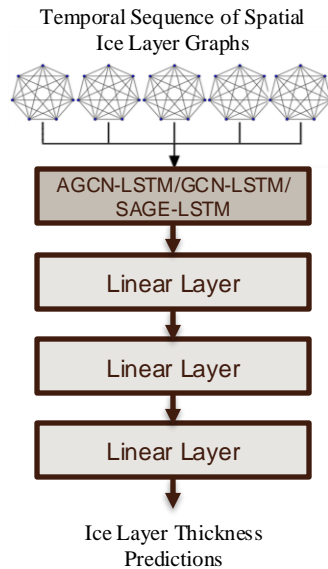 Temporal Sequence of Spatial
Ice Layer Graphs
AGCN-LSTM/GCN-LSTM/
SAGE-LSTM
Linear Layer
Linear Layer
Linear Layer
Ice Layer Thickness
Predictions